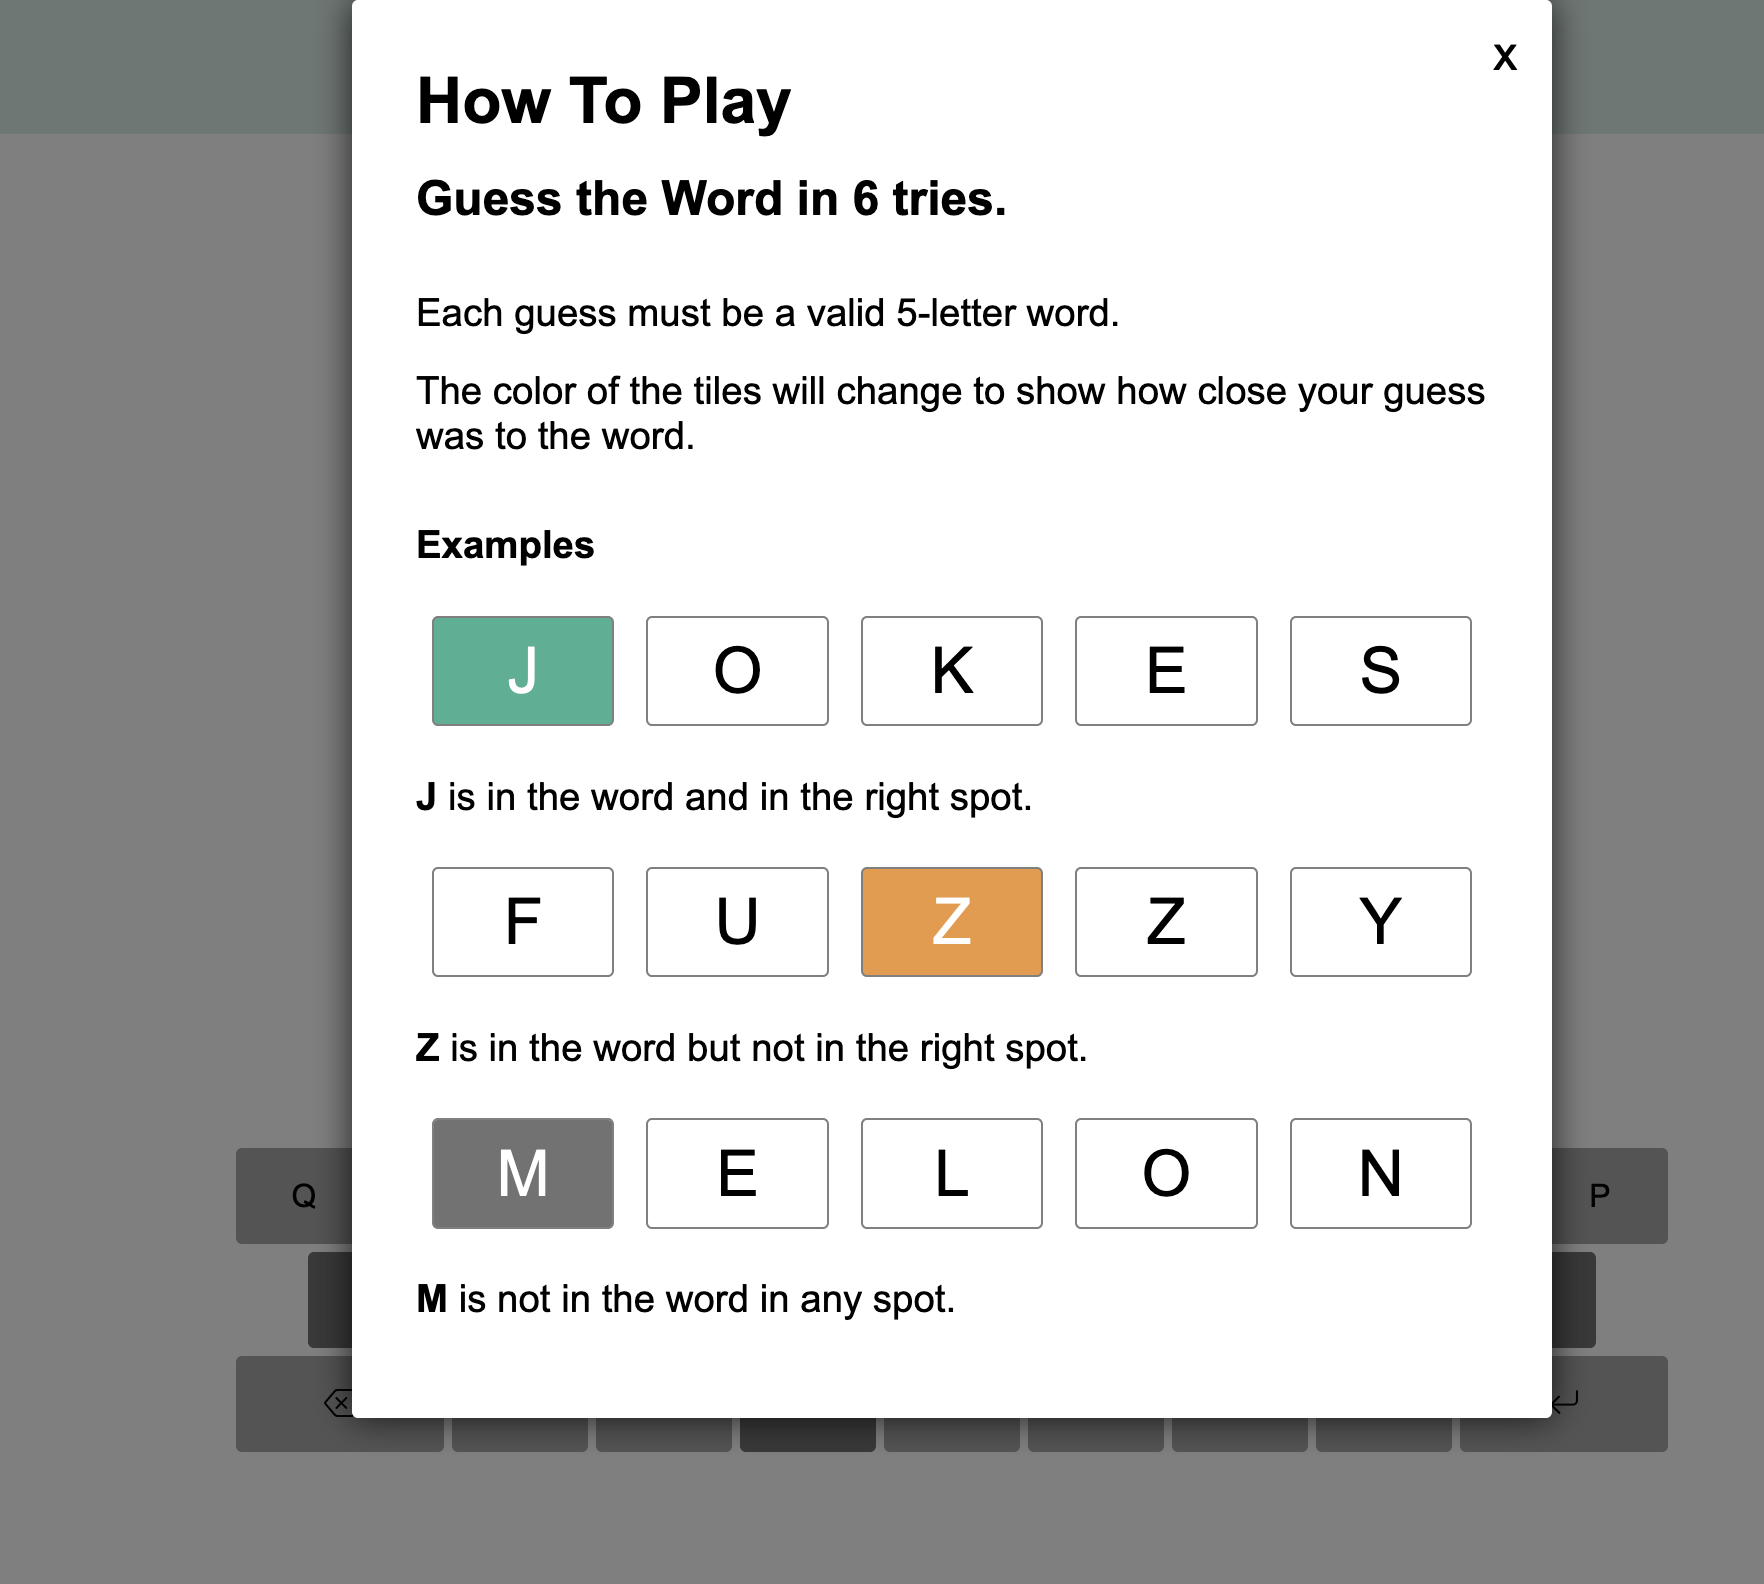 X
How To Play
Guess the Word in 6 tries.
Each guess must be a valid 5-letter word.
The color of the tiles will change to show how close your guess
was to the word.
Examples
J O K E S
J is in the word and in the right spot.
F U Z Z Y
Z is in the word but not in the right spot.
M E L O N
Q P
M is not in the word in any spot.